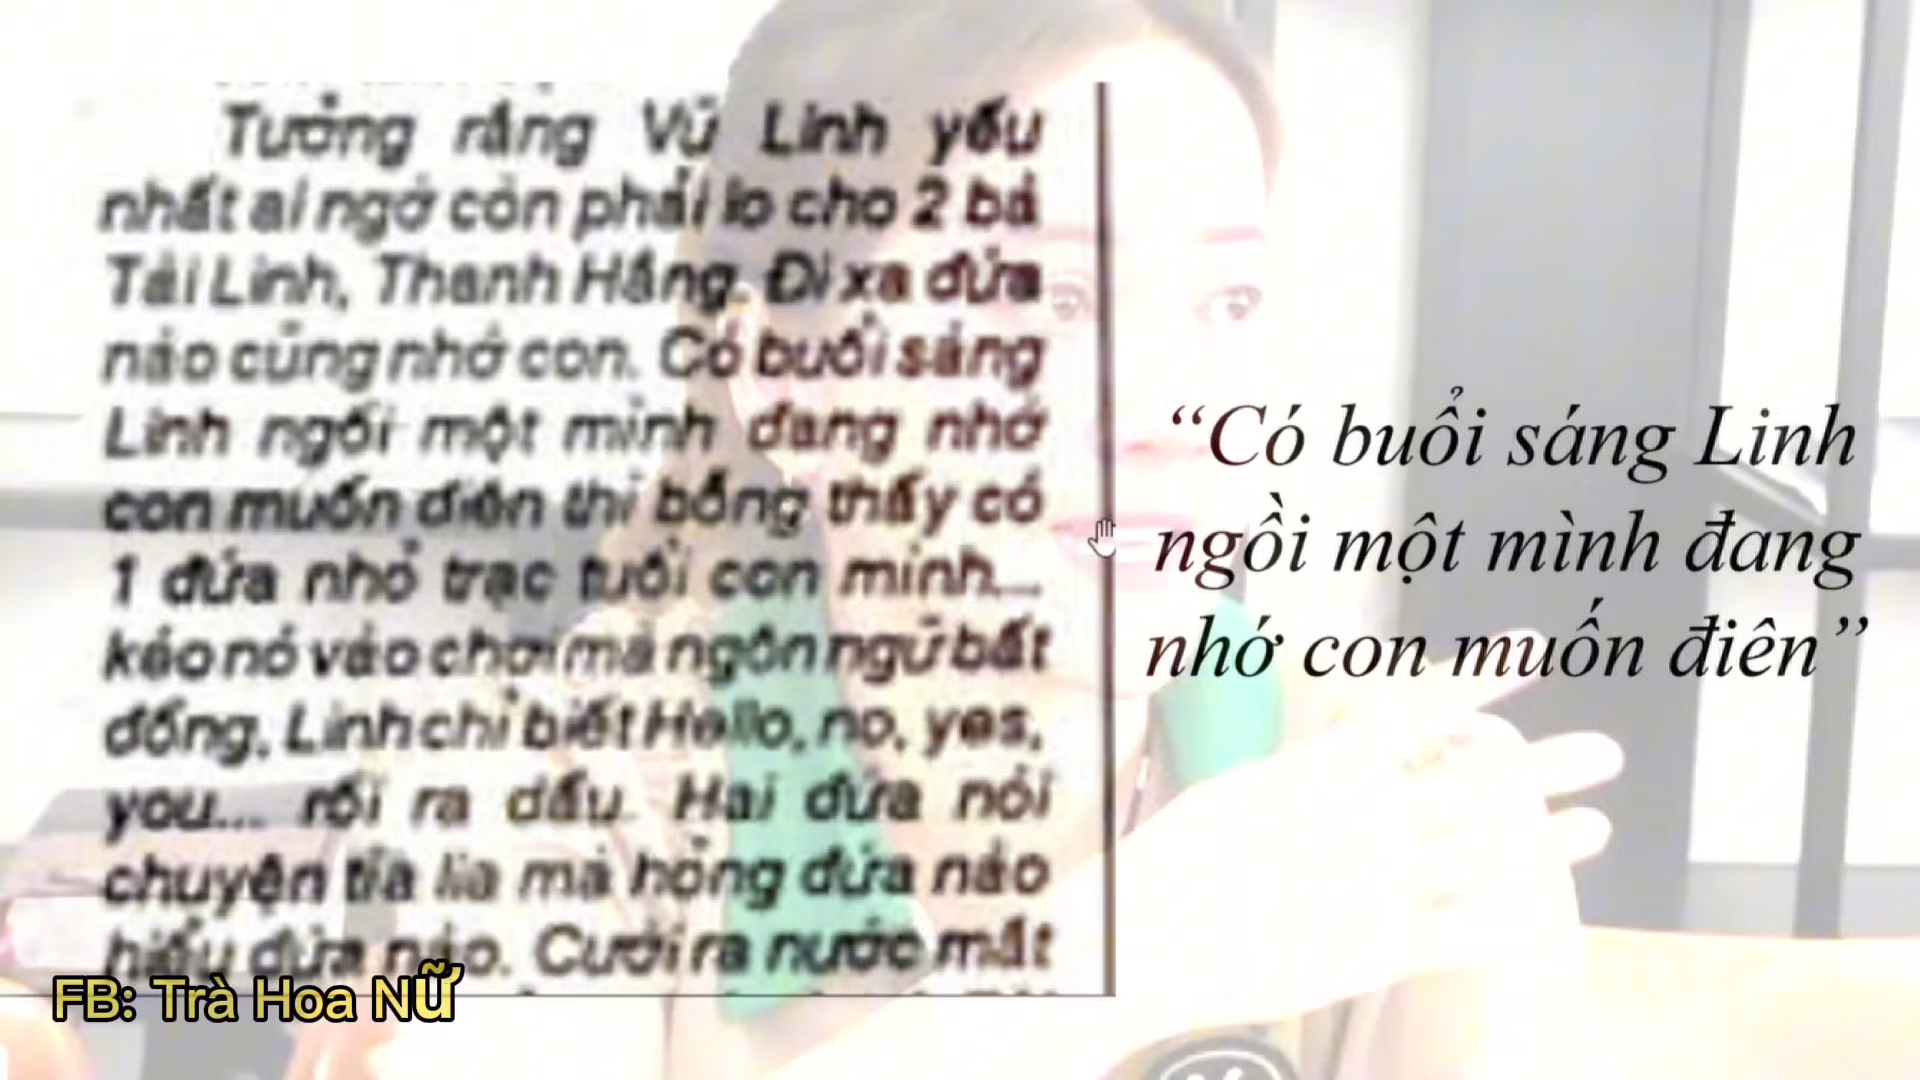 Tưởng rằng Vũ Linh yếu
nhất ai ngờ còn phải lo cho 2 bà
Tài Linh, Thanh Hằng. Đi xa đứa
nào cũng nhớ con. Có buổi sáng
Linh ngồi một mình đang nhớ
con muốn điên thì bỗng thấy có
1 đứa nhỏ trạc tuổi con mình...
kéo nó vào chơi mà ngôn ngữ bất
đồng, Linh chỉ biết Hello, no, yes,
you... rồi ra dấu. Hai đứa nói
chuyện tía lia mà hổng đứa nào
hiểu đứa nào. Cười ra nước mắt
“Có buổi sáng Linh
ngồi một mình đang
nhớ con muốn điên”
FB: Trà Hoa Nữ